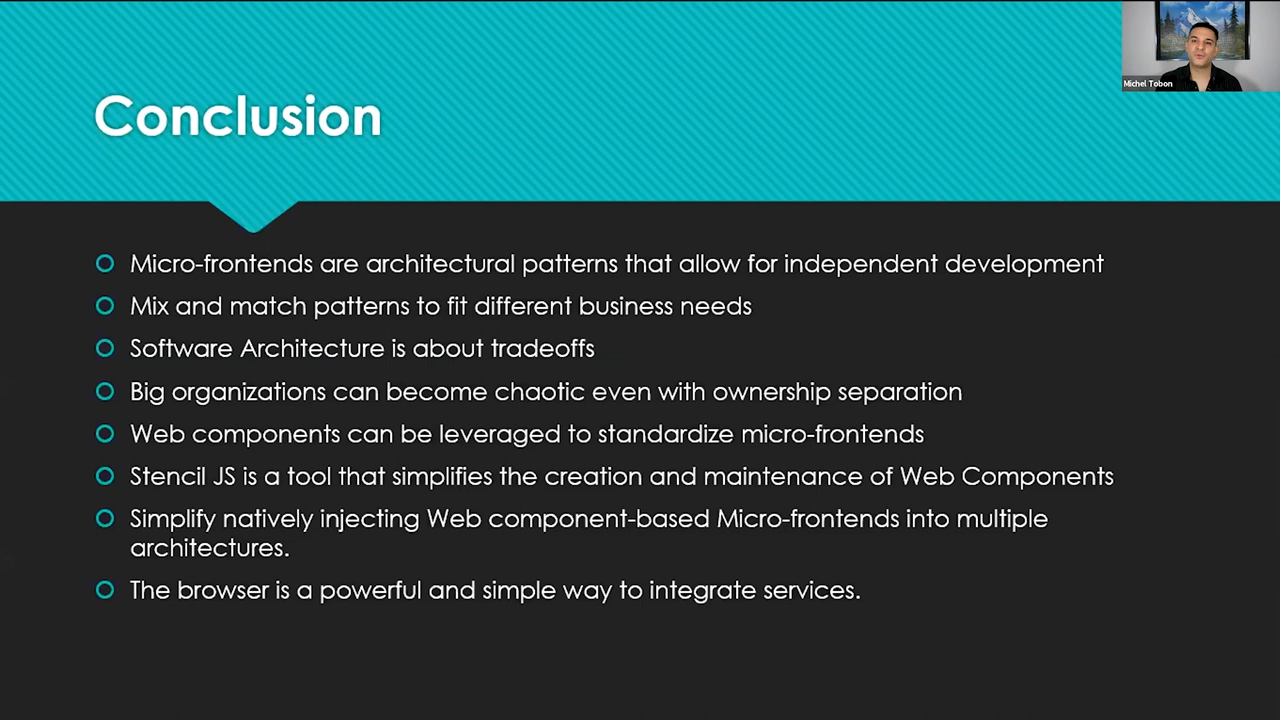 Michel Tobon
Conclusion
Micro-frontends are architectural patterns that allow for independent development
Mix and match patterns to fit different business needs
Software Architecture is about tradeoffs
Big organizations can become chaotic even with ownership separation
Web components can be leveraged to standardize micro-frontends
Stencil JS is a tool that simplifies the creation and maintenance of Web Components
Simplify natively injecting Web component-based Micro-frontends into multiple
architectures.
The browser is a powerful and simple way to integrate services.